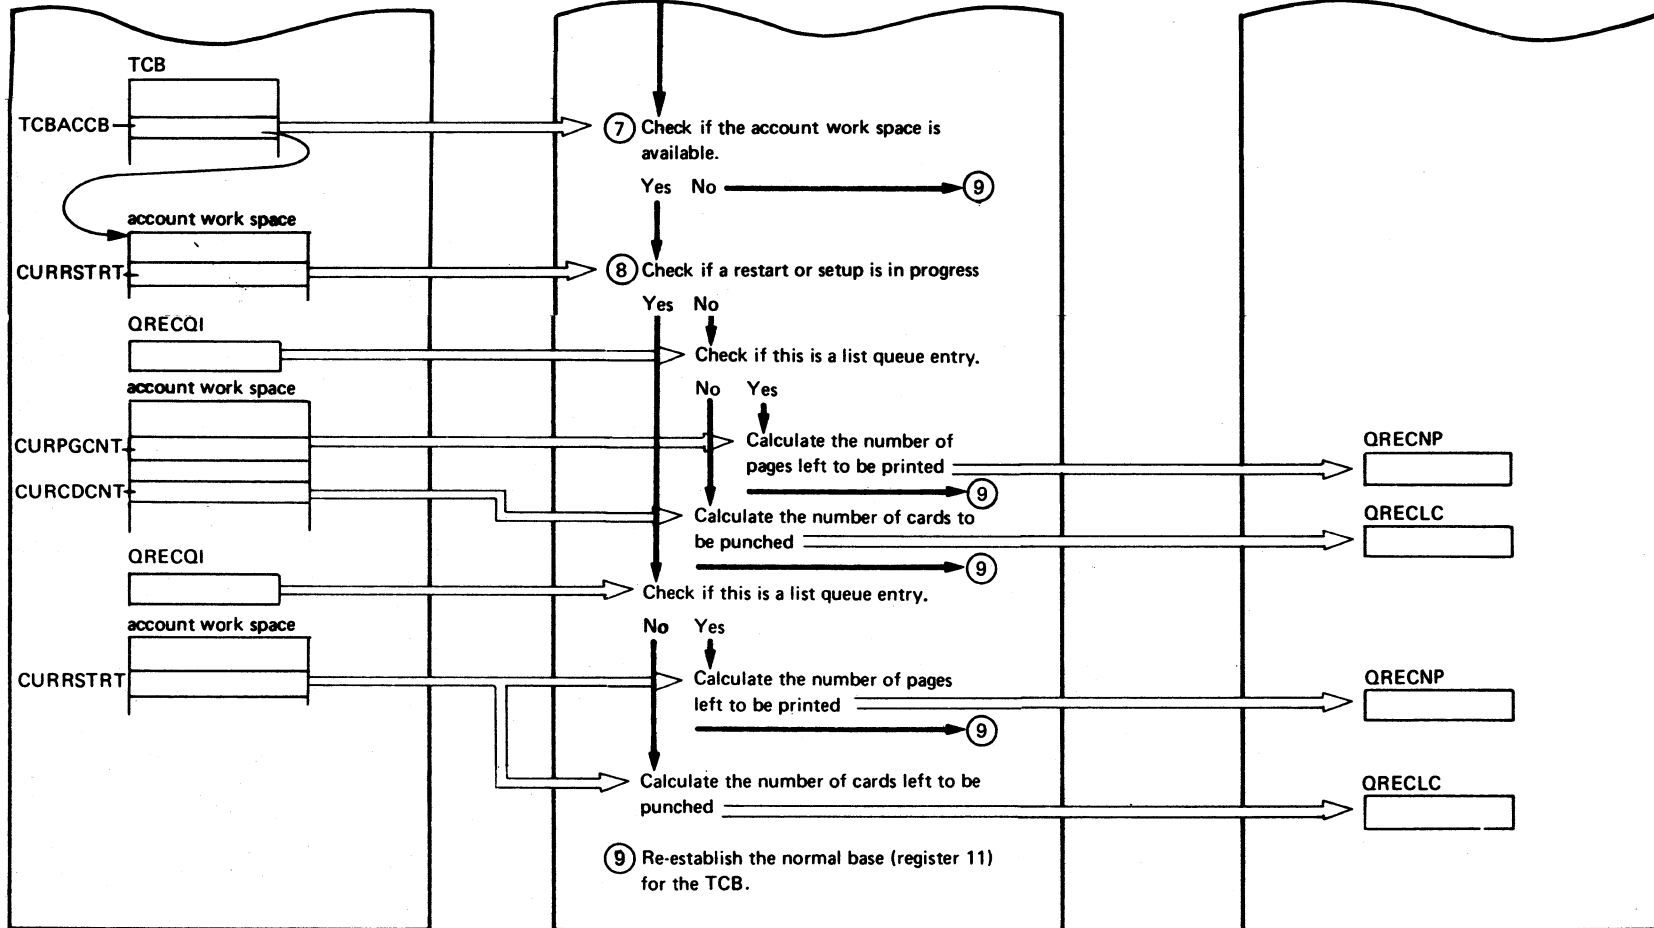 TCB
TCBACCB
7 Check if the account work space is
available.
Yes No 9
account work space
CURRSTRT
8 Check if a restart or setup is in progress
Yes No
QRECQI
Check if this is a list queue entry.
account work space
No Yes
CURPGCNT
Calculate the number of
pages left to be printed
QRECNP
9
CURCDCNT
Calculate the number of cards to
be punched
QRECLC
9
QRECQI
Check if this is a list queue entry.
account work space
No Yes
CURRSTRT
Calculate the number of pages
left to be printed
QRECNP
9
Calculate the number of cards left to be
punched
QRECLC
9 Re-establish the normal base (register 11)
for the TCB.